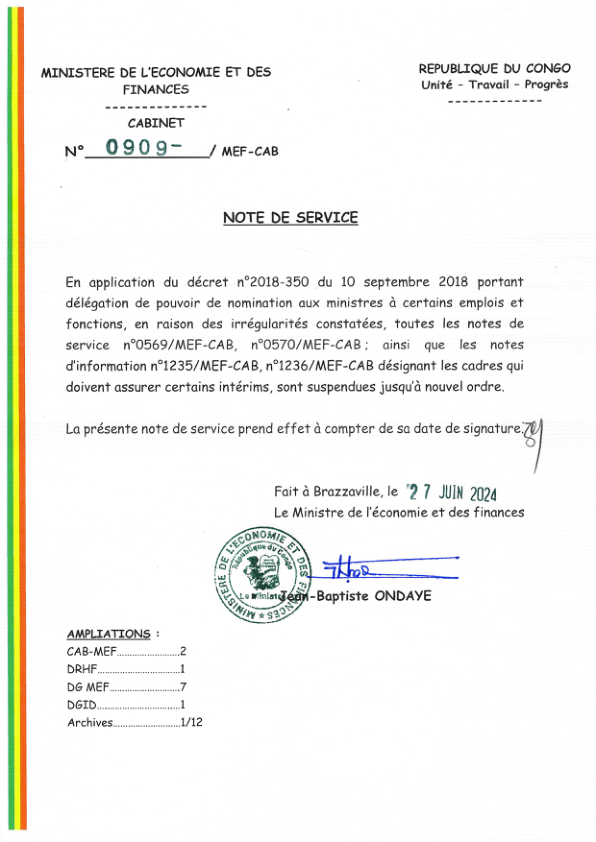 MINISTERE DE L'ECONOMIE ET DES
FINANCES
--------------
CABINET
N° 0909- / MEF-CAB
REPUBLIQUE DU CONGO
Unité – Travail – Progrès
-------------
NOTE DE SERVICE
En application du décret n°2018-350 du 10 septembre 2018 portant
délégation de pouvoir de nomination aux ministres à certains emplois et
fonctions, en raison des irrégularités constatées, toutes les notes de
service n°0569/MEF-CAB, n°0570/MEF-CAB ; ainsi que les notes
d'information n°1235/MEF-CAB, n°1236/MEF-CAB désignant les cadres qui
doivent assurer certains intérims, sont suspendues jusqu'à nouvel ordre.
La présente note de service prend effet à compter de sa date de signature.
Fait à Brazzaville, le 27 JUIN 2024
Le Ministre de l'économie et des finances
MINISTERE DE L'ECONOMIE ET DES FINANCES
République du Congo
Le Ministre
Jean-Baptiste ONDAYE
AMPLIATIONS :
CAB-MEF.......................2
DRHF............................1
DG MEF.........................7
DGID............................1
Archives........................1/12